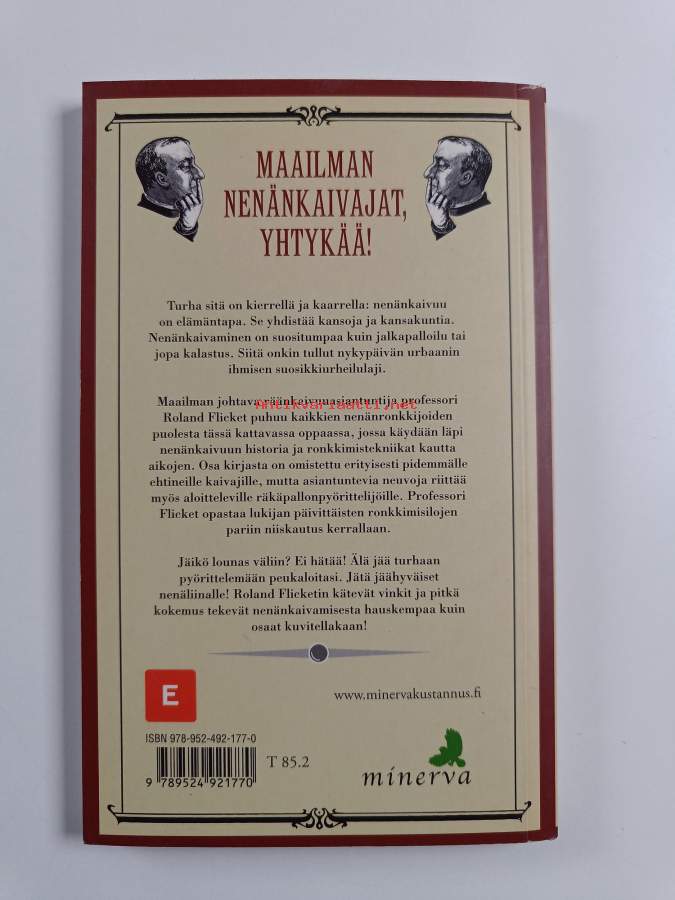 MAAILMAN
NENÄNKAIVAJAT,
YHTYKÄÄ!
Turha sitä on kierrellä ja kaarrella: nenänkaivuu
on elämäntapa. Se yhdistää kansoja ja kansakuntia.
Nenänkaivaminen on suositumpaa kuin jalkapalloilu tai
jopa kalastus. Siitä onkin tullut nykypäivän urbaanin
ihmisen suosikkiurheilulaji.
Maailman johtava räänkaivuuasiantuntija professori
Antikvariaatti.net
Roland Flicket puhuu kaikkien nenänronkkijoiden
puolesta tässä kattavassa oppaassa, jossa käydään läpi
nenänkaivuun historia ja ronkkimistekniikat kautta
aikojen. Osa kirjasta on omistettu erityisesti pidemmälle
ehtineille kaivajille, mutta asiantuntevia neuvoja riittää
myös aloitteleville räkäpallonpyörittelijöille. Professori
Flicket opastaa lukijan päivittäisten ronkkimisilojen
pariin niiskautus kerrallaan.
Jäikö lounas väliin? Ei hätää! Älä jää turhaan
pyörittelemään peukaloitasi. Jätä jäähyväiset
nenäliinalle! Roland Flicketin kätevät vinkit ja pitkä
kokemus tekevät nenänkaivamisesta hauskempaa kuin
osaat kuvitellakaan!
E
www.minervakustannus.fi
ISBN 978-952-492-177-0
T 85.2
9 789524 921770
minerva